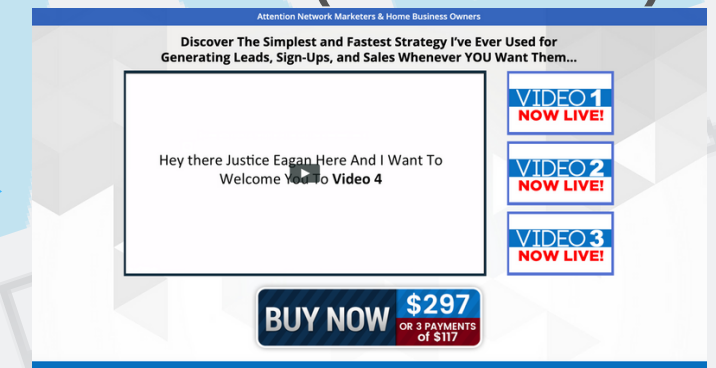 Attention Network Marketers & Home Business Owners
Discover The Simplest and Fastest Strategy I've Ever Used for
Generating Leads, Sign-Ups, and Sales Whenever YOU Want Them...
Hey there Justice Eagan Here And I Want To
Welcome You To Video 4
VIDEO 1
NOW LIVE!
VIDEO 2
NOW LIVE!
VIDEO 3
NOW LIVE!
BUY NOW
$297
OR 3 PAYMENTS
of $117